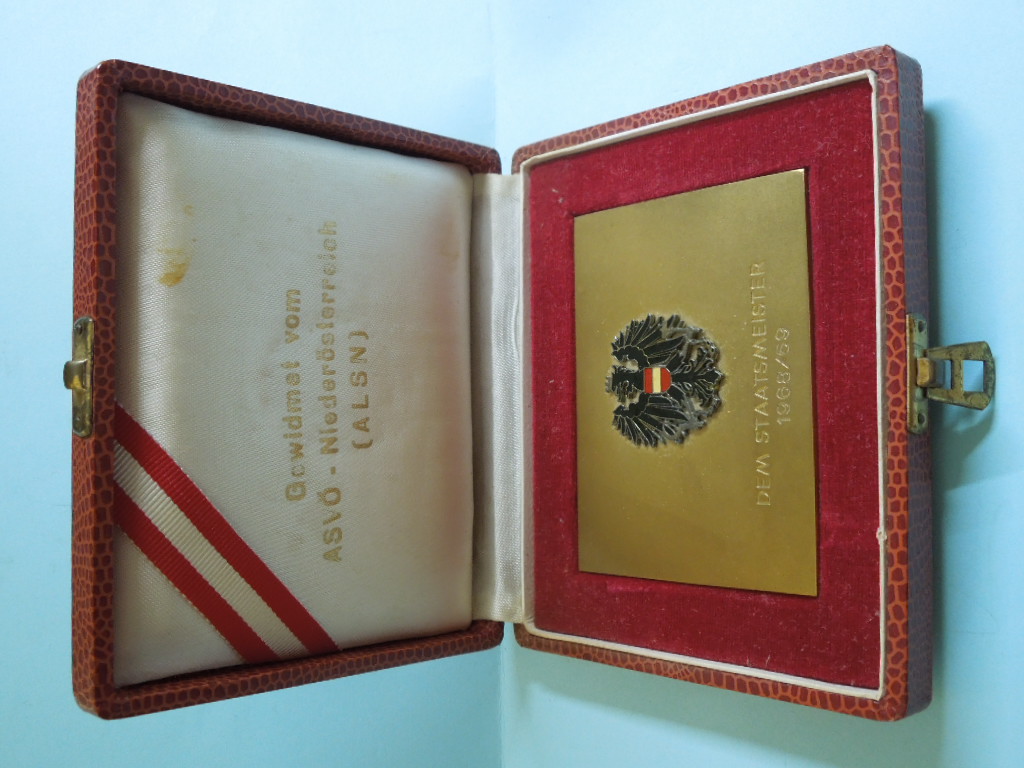 Gewidmet vom
ASVÖ - Niederösterreich
(ALSN)
DEM STAATSMEISTER
1968/69